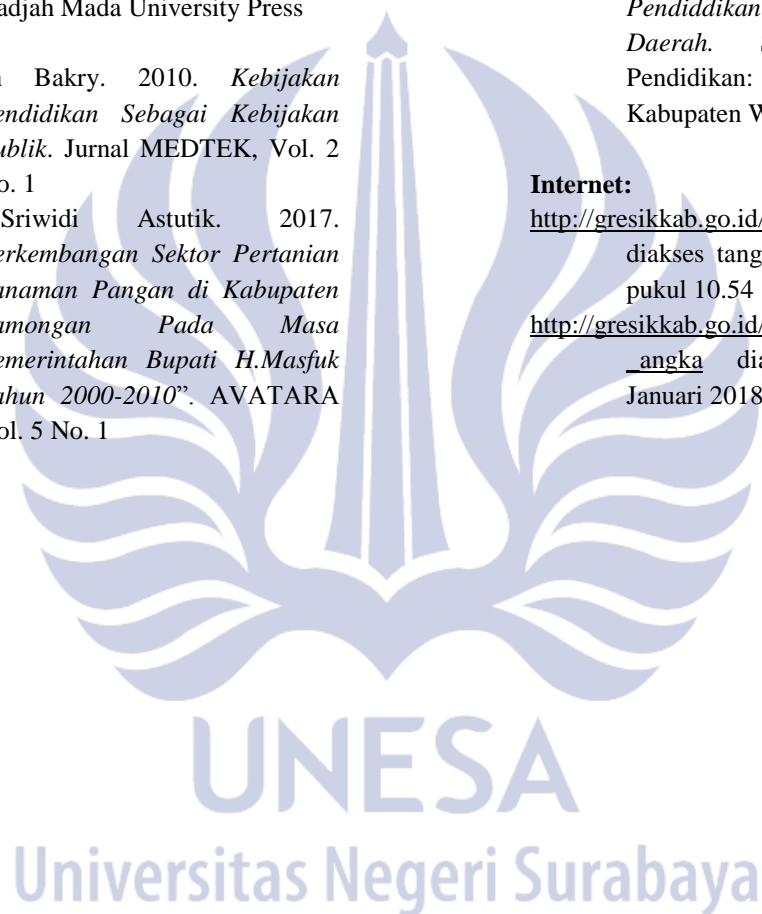 adjah Mada University Press
Bakry. 2010. Kebijakan
endidikan Sebagai Kebijakan
ublik. Jurnal MEDTEK, Vol. 2
o. 1
Sriwidi Astutik. 2017.
erkembangan Sektor Pertanian
anaman Pangan di Kabupaten
amongan Pada Masa
emerintahan Bupati H.Masfuk
ahun 2000-2010”. AVATARA
ol. 5 No. 1
Pendiddikan
Daerah.
Pendidikan:
Kabupaten W
Internet:
http://gresikkab.go.id/
diakses tang
pukul 10.54
http://gresikkab.go.id/
_angka dia
Januari 2018
UNESA
Universitas Negeri Surabaya